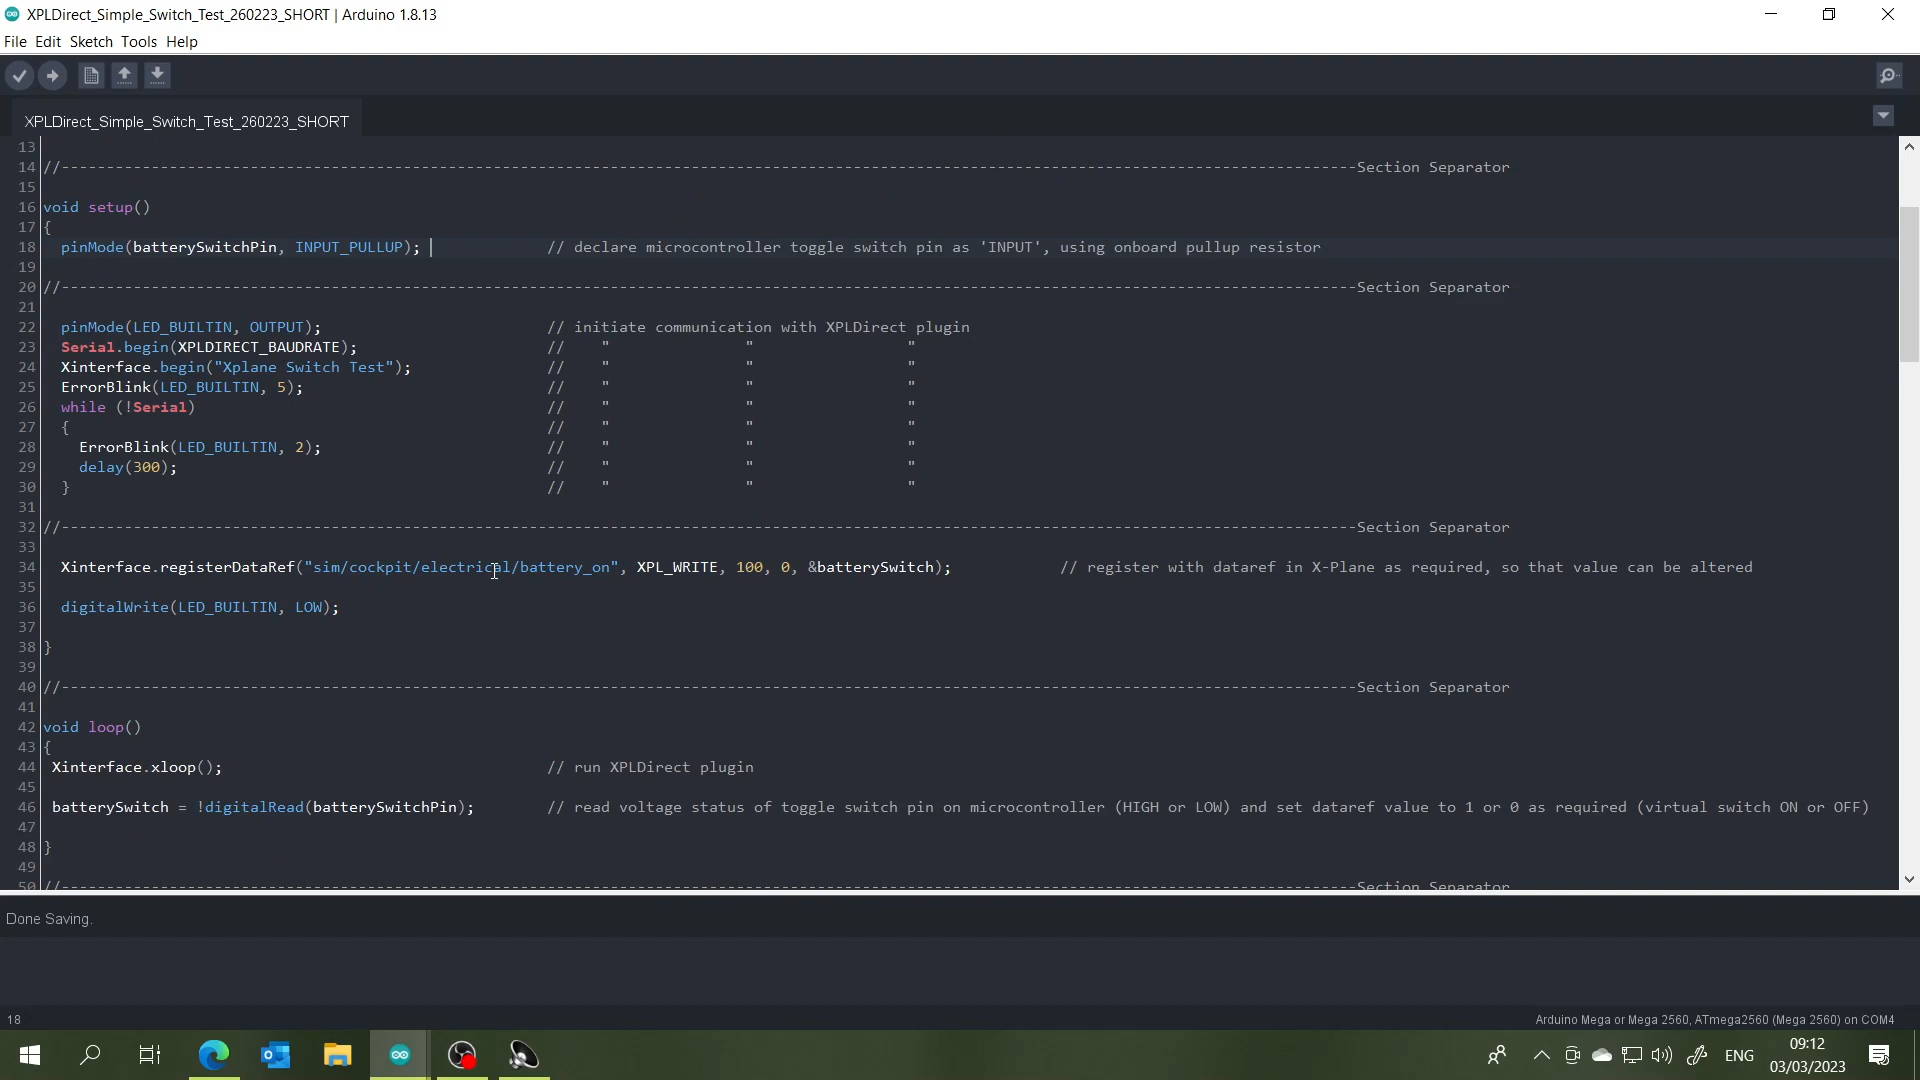 XPLDirect_Simple_Switch_Test_260223_SHORT | Arduino 1.8.13
File Edit Sketch Tools Help
XPLDirect_Simple_Switch_Test_260223_SHORT
13
14 //------------------------------------------------------------------------------------------------------------------------------------------------Section Separator
15
16 void setup()
17 {
18 pinMode(batterySwitchPin, INPUT_PULLUP); // declare microcontroller toggle switch pin as 'INPUT', using onboard pullup resistor
19
20 //------------------------------------------------------------------------------------------------------------------------------------------------Section Separator
21
22 pinMode(LED_BUILTIN, OUTPUT); // initiate communication with XPLDirect plugin
23 Serial.begin(XPLDIRECT_BAUDRATE); // " " "
24 Xinterface.begin("Xplane Switch Test"); // " " "
25 ErrorBlink(LED_BUILTIN, 5); // " " "
26 while (!Serial) // " " "
27 { // " " "
28 ErrorBlink(LED_BUILTIN, 2); // " " "
29 delay(300); // " " "
30 } // " " "
31
32 //------------------------------------------------------------------------------------------------------------------------------------------------Section Separator
33
34 Xinterface.registerDataRef("sim/cockpit/electrical/battery_on", XPL_WRITE, 100, 0, &batterySwitch); // register with dataref in X-Plane as required, so that value can be altered
35
36 digitalWrite(LED_BUILTIN, LOW);
37
38 }
39
40 //------------------------------------------------------------------------------------------------------------------------------------------------Section Separator
41
42 void loop()
43 {
44 Xinterface.xloop(); // run XPLDirect plugin
45
46 batterySwitch = !digitalRead(batterySwitchPin); // read voltage status of toggle switch pin on microcontroller (HIGH or LOW) and set dataref value to 1 or 0 as required (virtual switch ON or OFF)
47
48 }
49
50 //------------------------------------------------------------------------------------------------------------------------------------------------Section Separator
Done Saving.
18
Arduino Mega or Mega 2560, ATmega2560 (Mega 2560) on COM4
ENG
09:12
03/03/2023